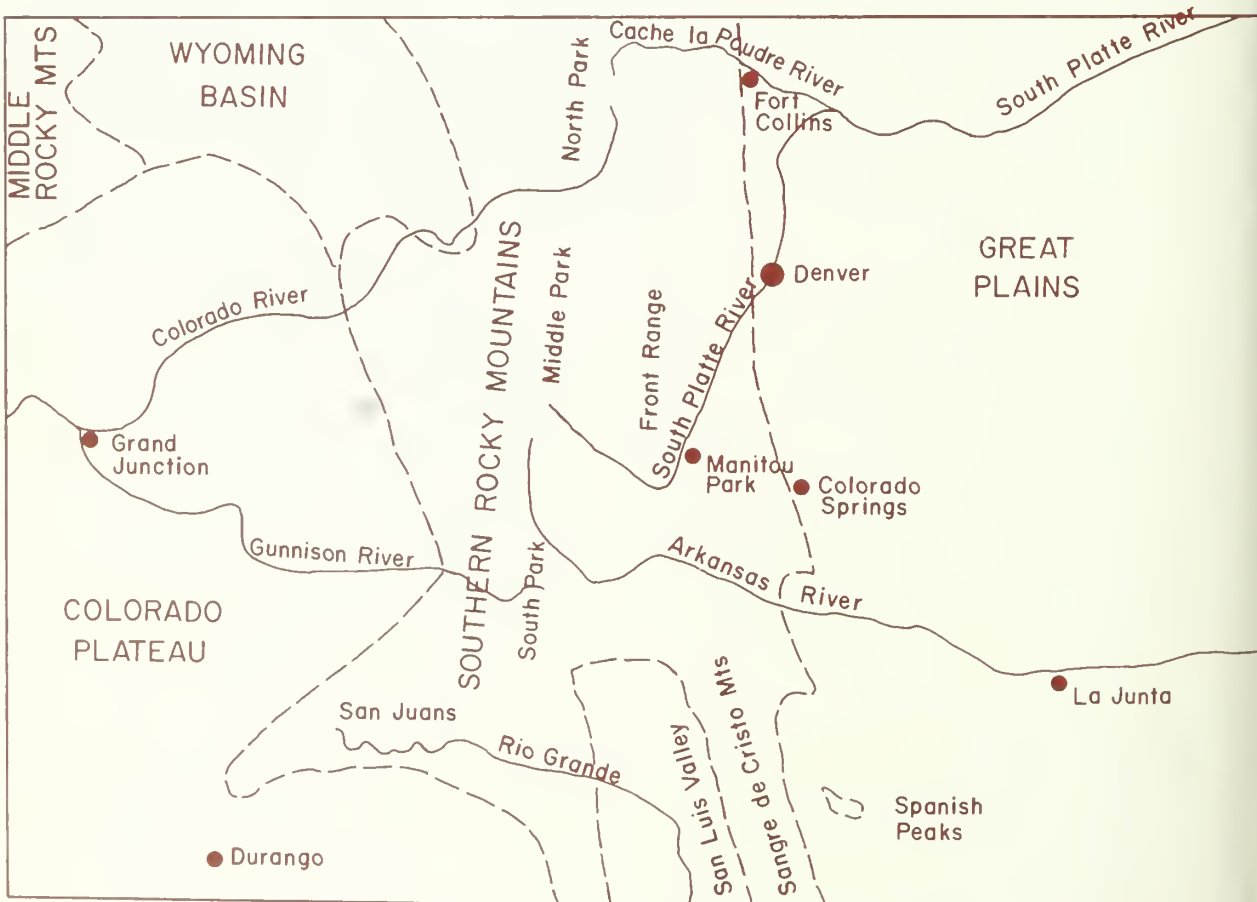 MIDDLE
ROCKY MTS
WYOMING
BASIN
North Park
Cache la Poudre River
Fort
Collins
South Platte River
GREAT
PLAINS
Denver
Colorado River
SOUTHERN ROCKY MOUNTAINS
Middle Park
Front Range
South Platte River
Grand
Junction
Manitou
Park
Colorado
Springs
Gunnison River
South Park
Arkansas River
COLORADO
PLATEAU
La Junta
San Juans
Rio Grande
San Luis Valley
Sangre de Cristo Mts
Spanish
Peaks
Durango